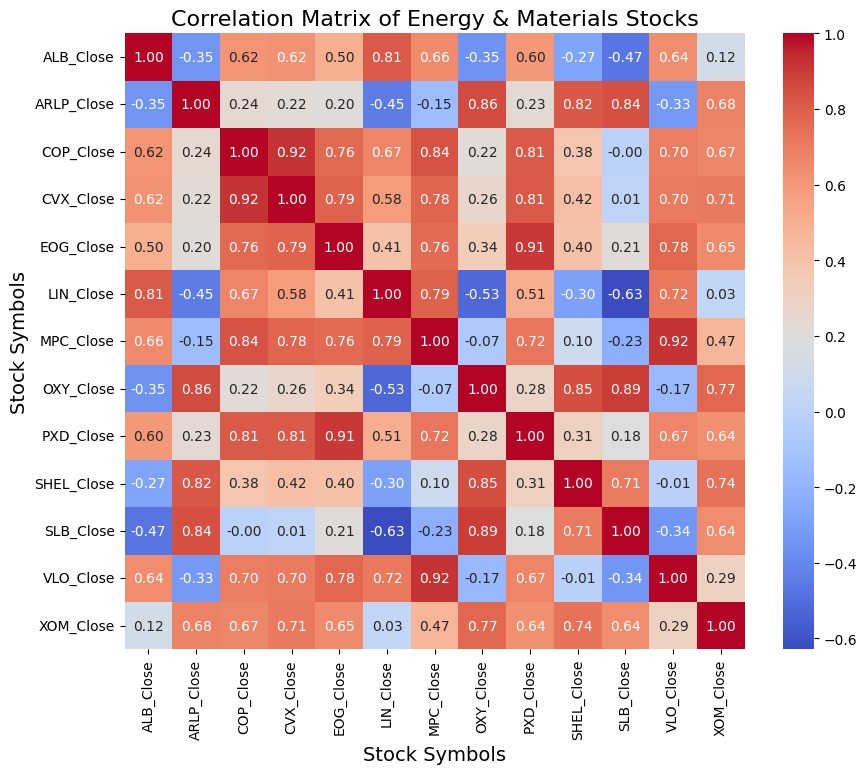 Correlation Matrix of Energy & Materials Stocks
Stock Symbols
ALB_Close 1.00 -0.35 0.62 0.62 0.50 0.81 0.66 -0.35 0.60 -0.27 -0.47 0.64 0.12
ARLP_Close -0.35 1.00 0.24 0.22 0.20 -0.45 -0.15 0.86 0.23 0.82 0.84 -0.33 0.68
COP_Close 0.62 0.24 1.00 0.92 0.76 0.67 0.84 0.22 0.81 0.38 -0.00 0.70 0.67
CVX_Close 0.62 0.22 0.92 1.00 0.79 0.58 0.78 0.26 0.81 0.42 0.01 0.70 0.71
EOG_Close 0.50 0.20 0.76 0.79 1.00 0.41 0.76 0.34 0.91 0.40 0.21 0.78 0.65
LIN_Close 0.81 -0.45 0.67 0.58 0.41 1.00 0.79 -0.53 0.51 -0.30 -0.63 0.72 0.03
MPC_Close 0.66 -0.15 0.84 0.78 0.76 0.79 1.00 -0.07 0.72 0.10 -0.23 0.92 0.47
OXY_Close -0.35 0.86 0.22 0.26 0.34 -0.53 -0.07 1.00 0.28 0.85 0.89 -0.17 0.77
PXD_Close 0.60 0.23 0.81 0.81 0.91 0.51 0.72 0.28 1.00 0.31 0.18 0.67 0.64
SHEL_Close -0.27 0.82 0.38 0.42 0.40 -0.30 0.10 0.85 0.31 1.00 0.71 -0.01 0.74
SLB_Close -0.47 0.84 -0.00 0.01 0.21 -0.63 -0.23 0.89 0.18 0.71 1.00 -0.34 0.64
VLO_Close 0.64 -0.33 0.70 0.70 0.78 0.72 0.92 -0.17 0.67 -0.01 -0.34 1.00 0.29
XOM_Close 0.12 0.68 0.67 0.71 0.65 0.03 0.47 0.77 0.64 0.74 0.64 0.29 1.00
ALB_Close ARLP_Close COP_Close CVX_Close EOG_Close LIN_Close MPC_Close OXY_Close PXD_Close SHEL_Close SLB_Close VLO_Close XOM_Close
Stock Symbols
1.0
0.8
0.6
0.4
0.2
0.0
−0.2
−0.4
−0.6